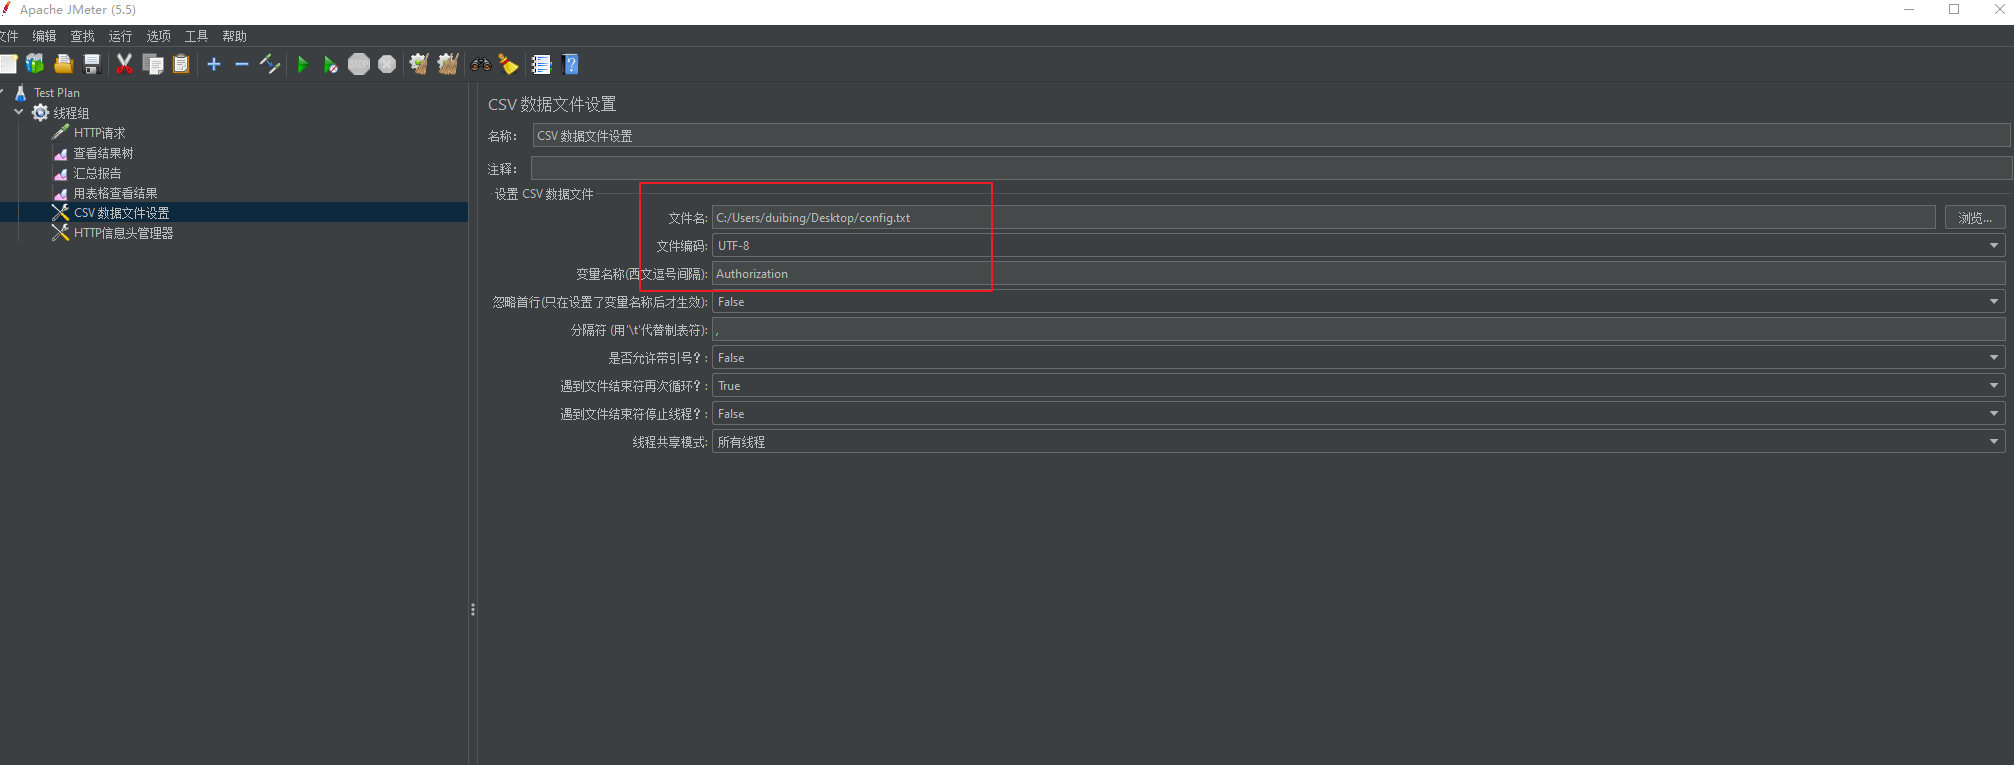 Apache JMeter (5.5)
文件 编辑 查找 运行 选项 工具 帮助
STOP
Test Plan
线程组
HTTP请求
查看结果树
汇总报告
用表格查看结果
CSV 数据文件设置
HTTP信息头管理器
CSV 数据文件设置
名称: CSV 数据文件设置
注释:
设置 CSV 数据文件
文件名: C:/Users/duibing/Desktop/config.txt 浏览...
文件编码: UTF-8
变量名称(西文逗号间隔): Authorization
忽略首行(只在设置了变量名称后才生效): False
分隔符 (用'\t'代替制表符): ,
是否允许带引号？: False
遇到文件结束符再次循环？: True
遇到文件结束符停止线程？: False
线程共享模式: 所有线程